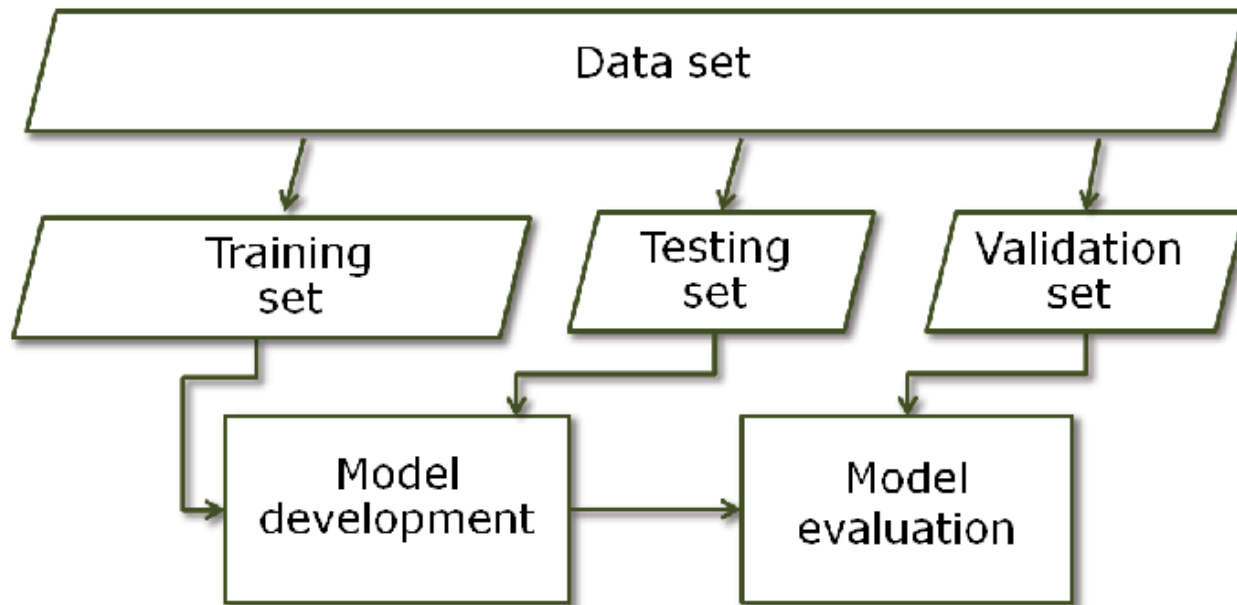 Data set
Training
set
Testing
set
Validation
set
Model
development
Model
evaluation